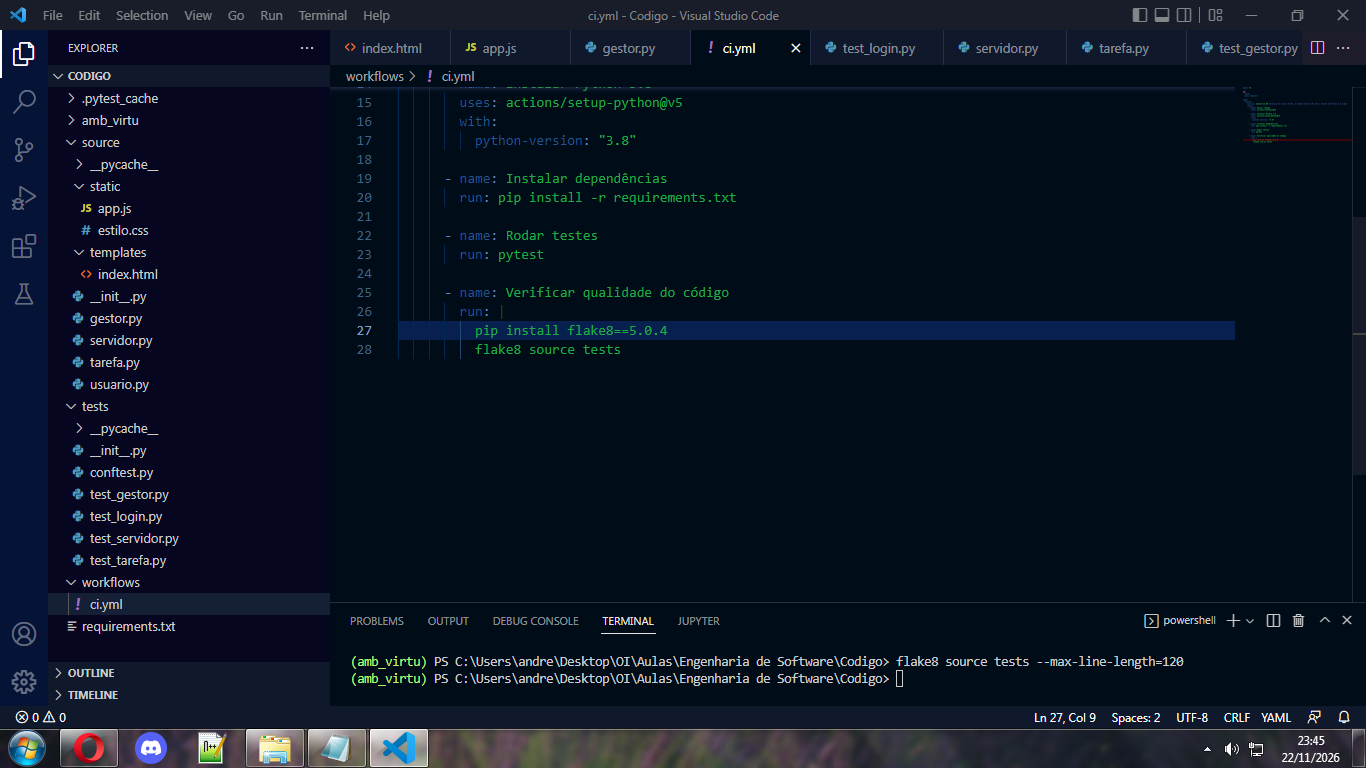 File Edit Selection View Go Run Terminal Help
ci.yml - Codigo - Visual Studio Code
EXPLORER
CODIGO
.pytest_cache
amb_virtu
source
__pycache__
static
JS app.js
# estilo.css
templates
<> index.html
__init__.py
gestor.py
servidor.py
tarefa.py
usuario.py
tests
__pycache__
__init__.py
conftest.py
test_gestor.py
test_login.py
test_servidor.py
test_tarefa.py
workflows
! ci.yml
requirements.txt
OUTLINE
TIMELINE
<> index.html JS app.js gestor.py ! ci.yml test_login.py servidor.py tarefa.py test_gestor.py
workflows > ! ci.yml
15 uses: actions/setup-python@v5
16 with:
17 python-version: "3.8"
18
19 - name: Instalar dependências
20 run: pip install -r requirements.txt
21
22 - name: Rodar testes
23 run: pytest
24
25 - name: Verificar qualidade do código
26 run: |
27 pip install flake8==5.0.4
28 flake8 source tests
PROBLEMS OUTPUT DEBUG CONSOLE TERMINAL JUPYTER
powershell
(amb_virtu) PS C:\Users\andre\Desktop\OI\Aulas\Engenharia de Software\Codigo> flake8 source tests --max-line-length=120
(amb_virtu) PS C:\Users\andre\Desktop\OI\Aulas\Engenharia de Software\Codigo>
0 0
Ln 27, Col 9 Spaces: 2 UTF-8 CRLF YAML
N++
23:45
22/11/2026